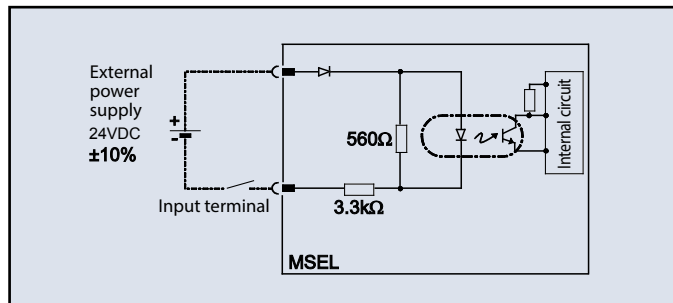 External
power
supply
24VDC
±10%
+
-
Input terminal
560Ω
3.3kΩ
Internal circuit
MSEL